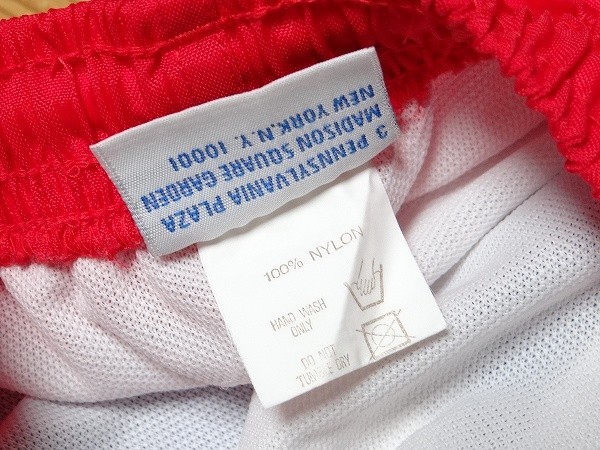 3 PENNSYLVANIA PLAZA
MADISON SQUARE GARDEN
NEW YORK.N.Y. 10001
100% NYLON
HAND WASH
ONLY
DO NOT
TUMBLE DRY